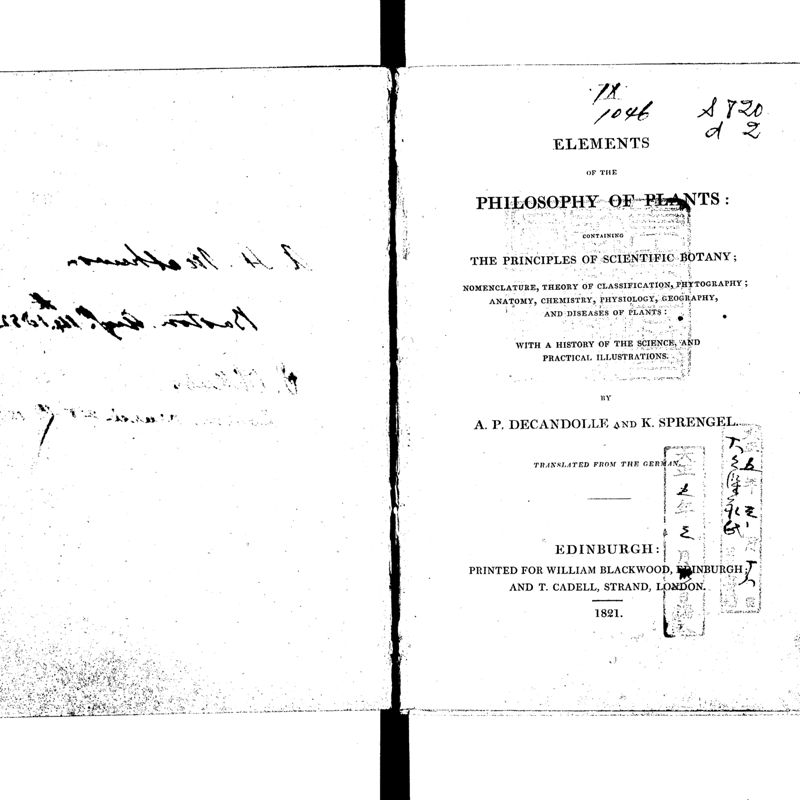 1046
S 720
d 2
ELEMENTS
OF THE
PHILOSOPHY OF PLANTS:
CONTAINING
THE PRINCIPLES OF SCIENTIFIC BOTANY;
NOMENCLATURE, THEORY OF CLASSIFICATION, PHYTOGRAPHY;
ANATOMY, CHEMISTRY, PHYSIOLOGY, GEOGRAPHY,
AND DISEASES OF PLANTS:
WITH A HISTORY OF THE SCIENCE, AND
PRACTICAL ILLUSTRATIONS.
BY
A. P. DECANDOLLE AND K. SPRENGEL.
TRANSLATED FROM THE GERMAN.
EDINBURGH:
PRINTED FOR WILLIAM BLACKWOOD, EDINBURGH;
AND T. CADELL, STRAND, LONDON.
1821.